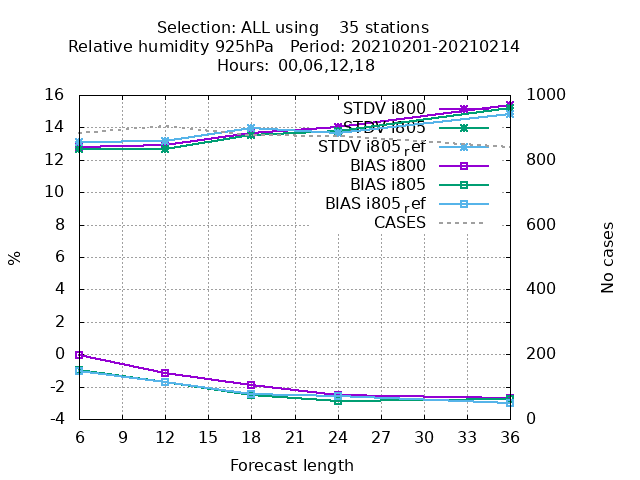 Selection: ALL using    35 stations
Relative humidity 925hPa   Period: 20210201-20210214
Hours:  00,06,12,18
16
14
12
10
8
6
4
2
0
-2
-4
%
1000
800
600
400
200
0
No cases
STDV i800
STDV i805
STDV i805_ref
BIAS i800
BIAS i805
BIAS i805_ref
CASES
6 9 12 15 18 21 24 27 30 33 36
Forecast length